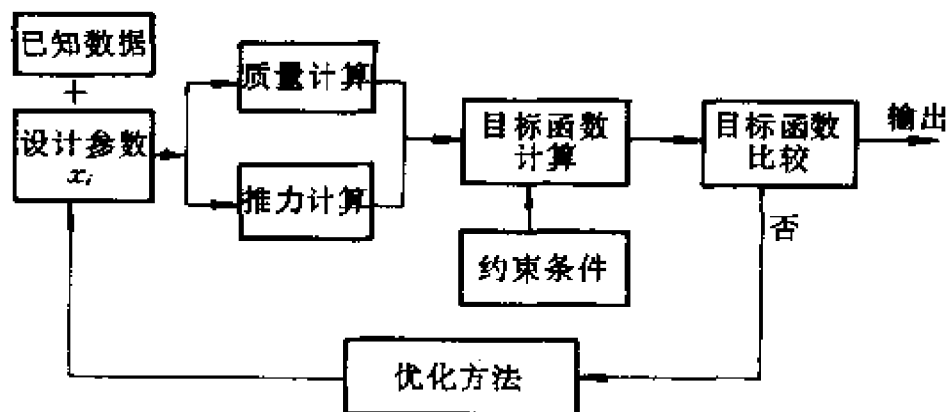 已知数据
+
设计参数
xᵢ
质量计算
推力计算
目标函数
计算
约束条件
目标函数
比较
输出
否
优化方法